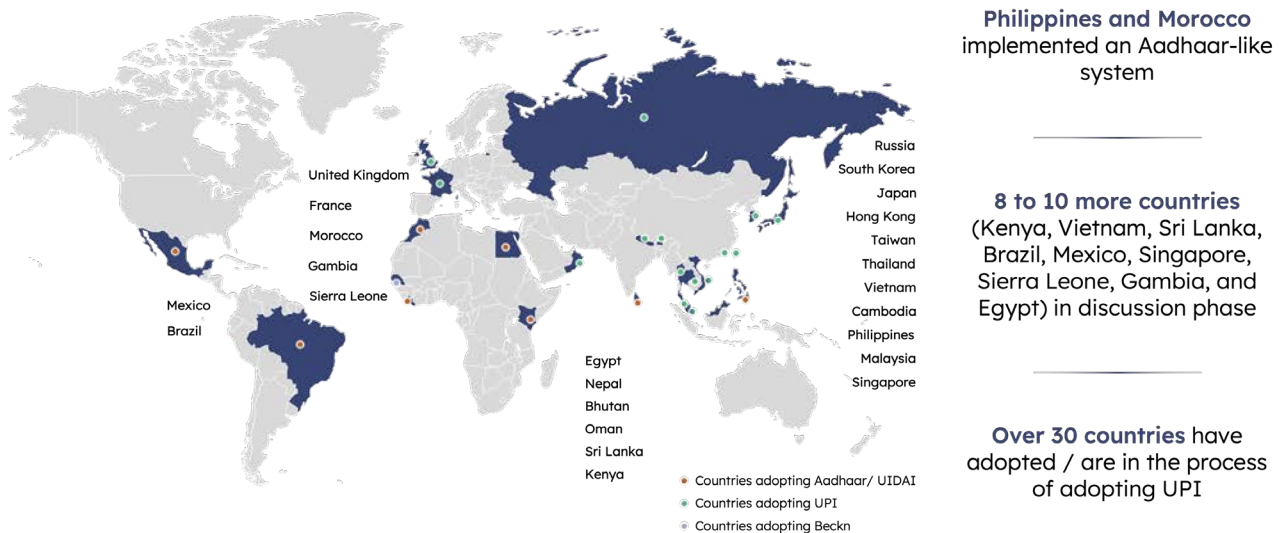 United Kingdom
France
Morocco
Gambia
Sierra Leone
Mexico
Brazil
Egypt
Nepal
Bhutan
Oman
Sri Lanka
Kenya
Russia
South Korea
Japan
Hong Kong
Taiwan
Thailand
Vietnam
Cambodia
Philippines
Malaysia
Singapore
Countries adopting Aadhaar/ UIDAI
Countries adopting UPI
Countries adopting Beckn
Philippines and Morocco
implemented an Aadhaar-like
system
8 to 10 more countries
(Kenya, Vietnam, Sri Lanka,
Brazil, Mexico, Singapore,
Sierra Leone, Gambia, and
Egypt) in discussion phase
Over 30 countries have
adopted / are in the process
of adopting UPI